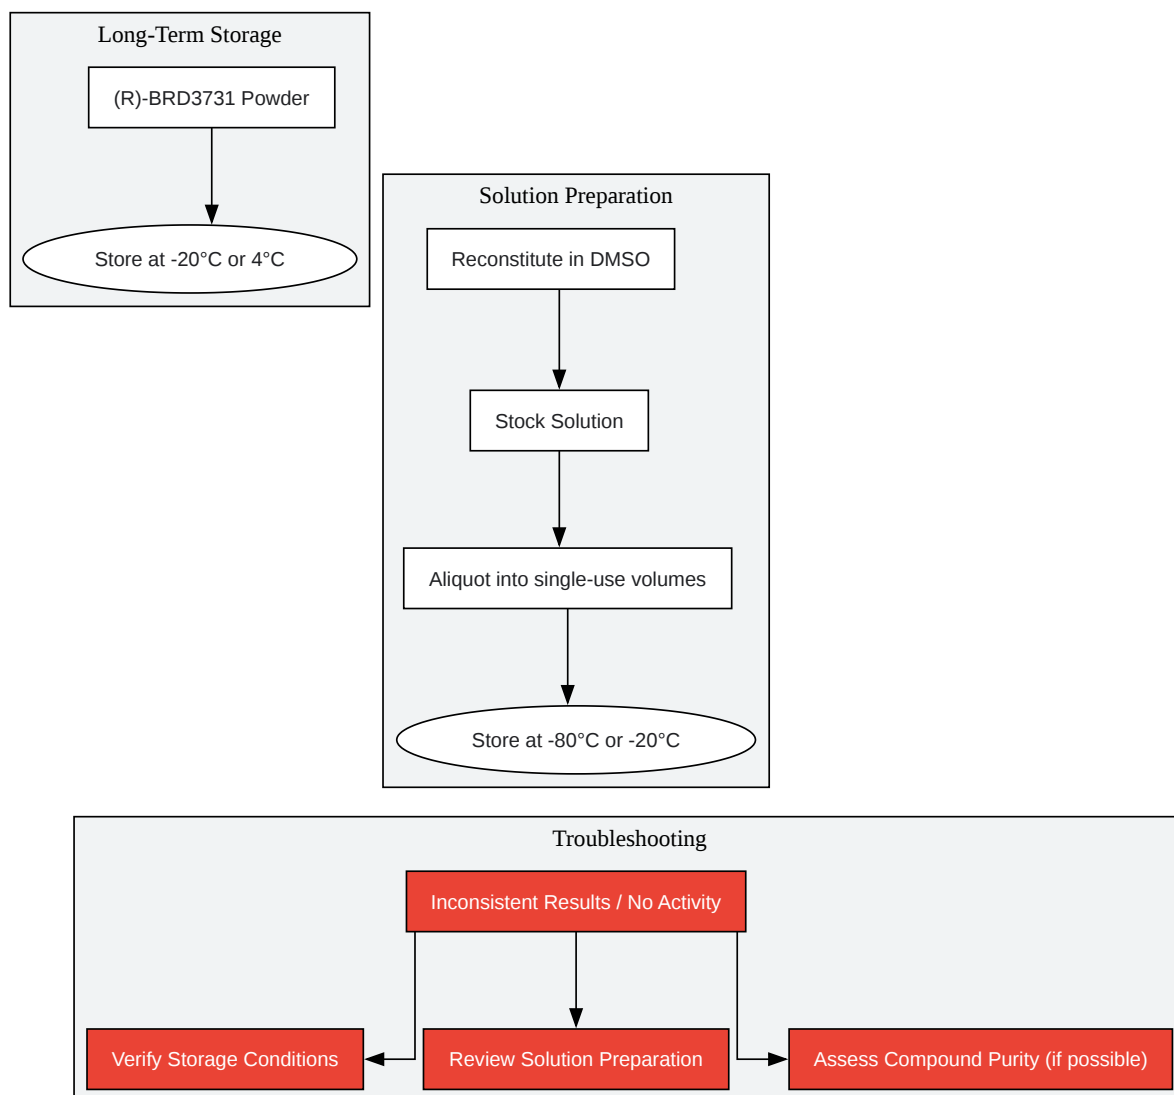 Long-Term Storage
(R)-BRD3731 Powder
Store at -20°C or 4°C
Solution Preparation
Reconstitute in DMSO
Stock Solution
Aliquot into single-use volumes
Store at -80°C or -20°C
Troubleshooting
Inconsistent Results / No Activity
Verify Storage Conditions
Review Solution Preparation
Assess Compound Purity (if possible)